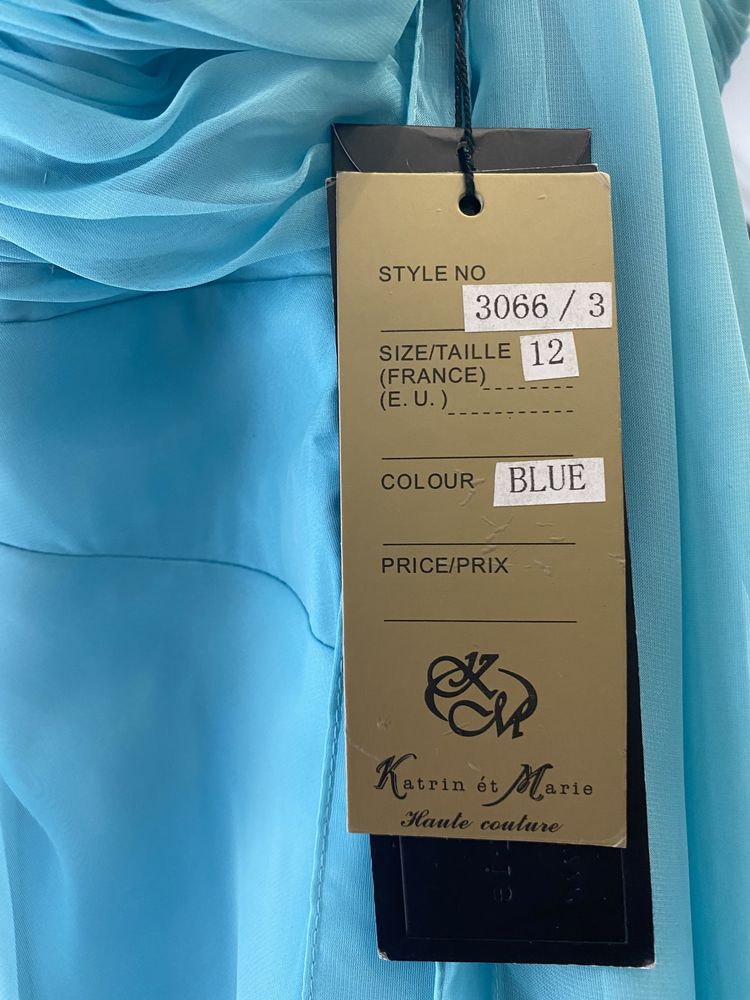 STYLE NO
3066 / 3
SIZE/TAILLE 12
(FRANCE)
(E. U. )
COLOUR BLUE
PRICE/PRIX
KM
Katrin ét Marie
Haute couture